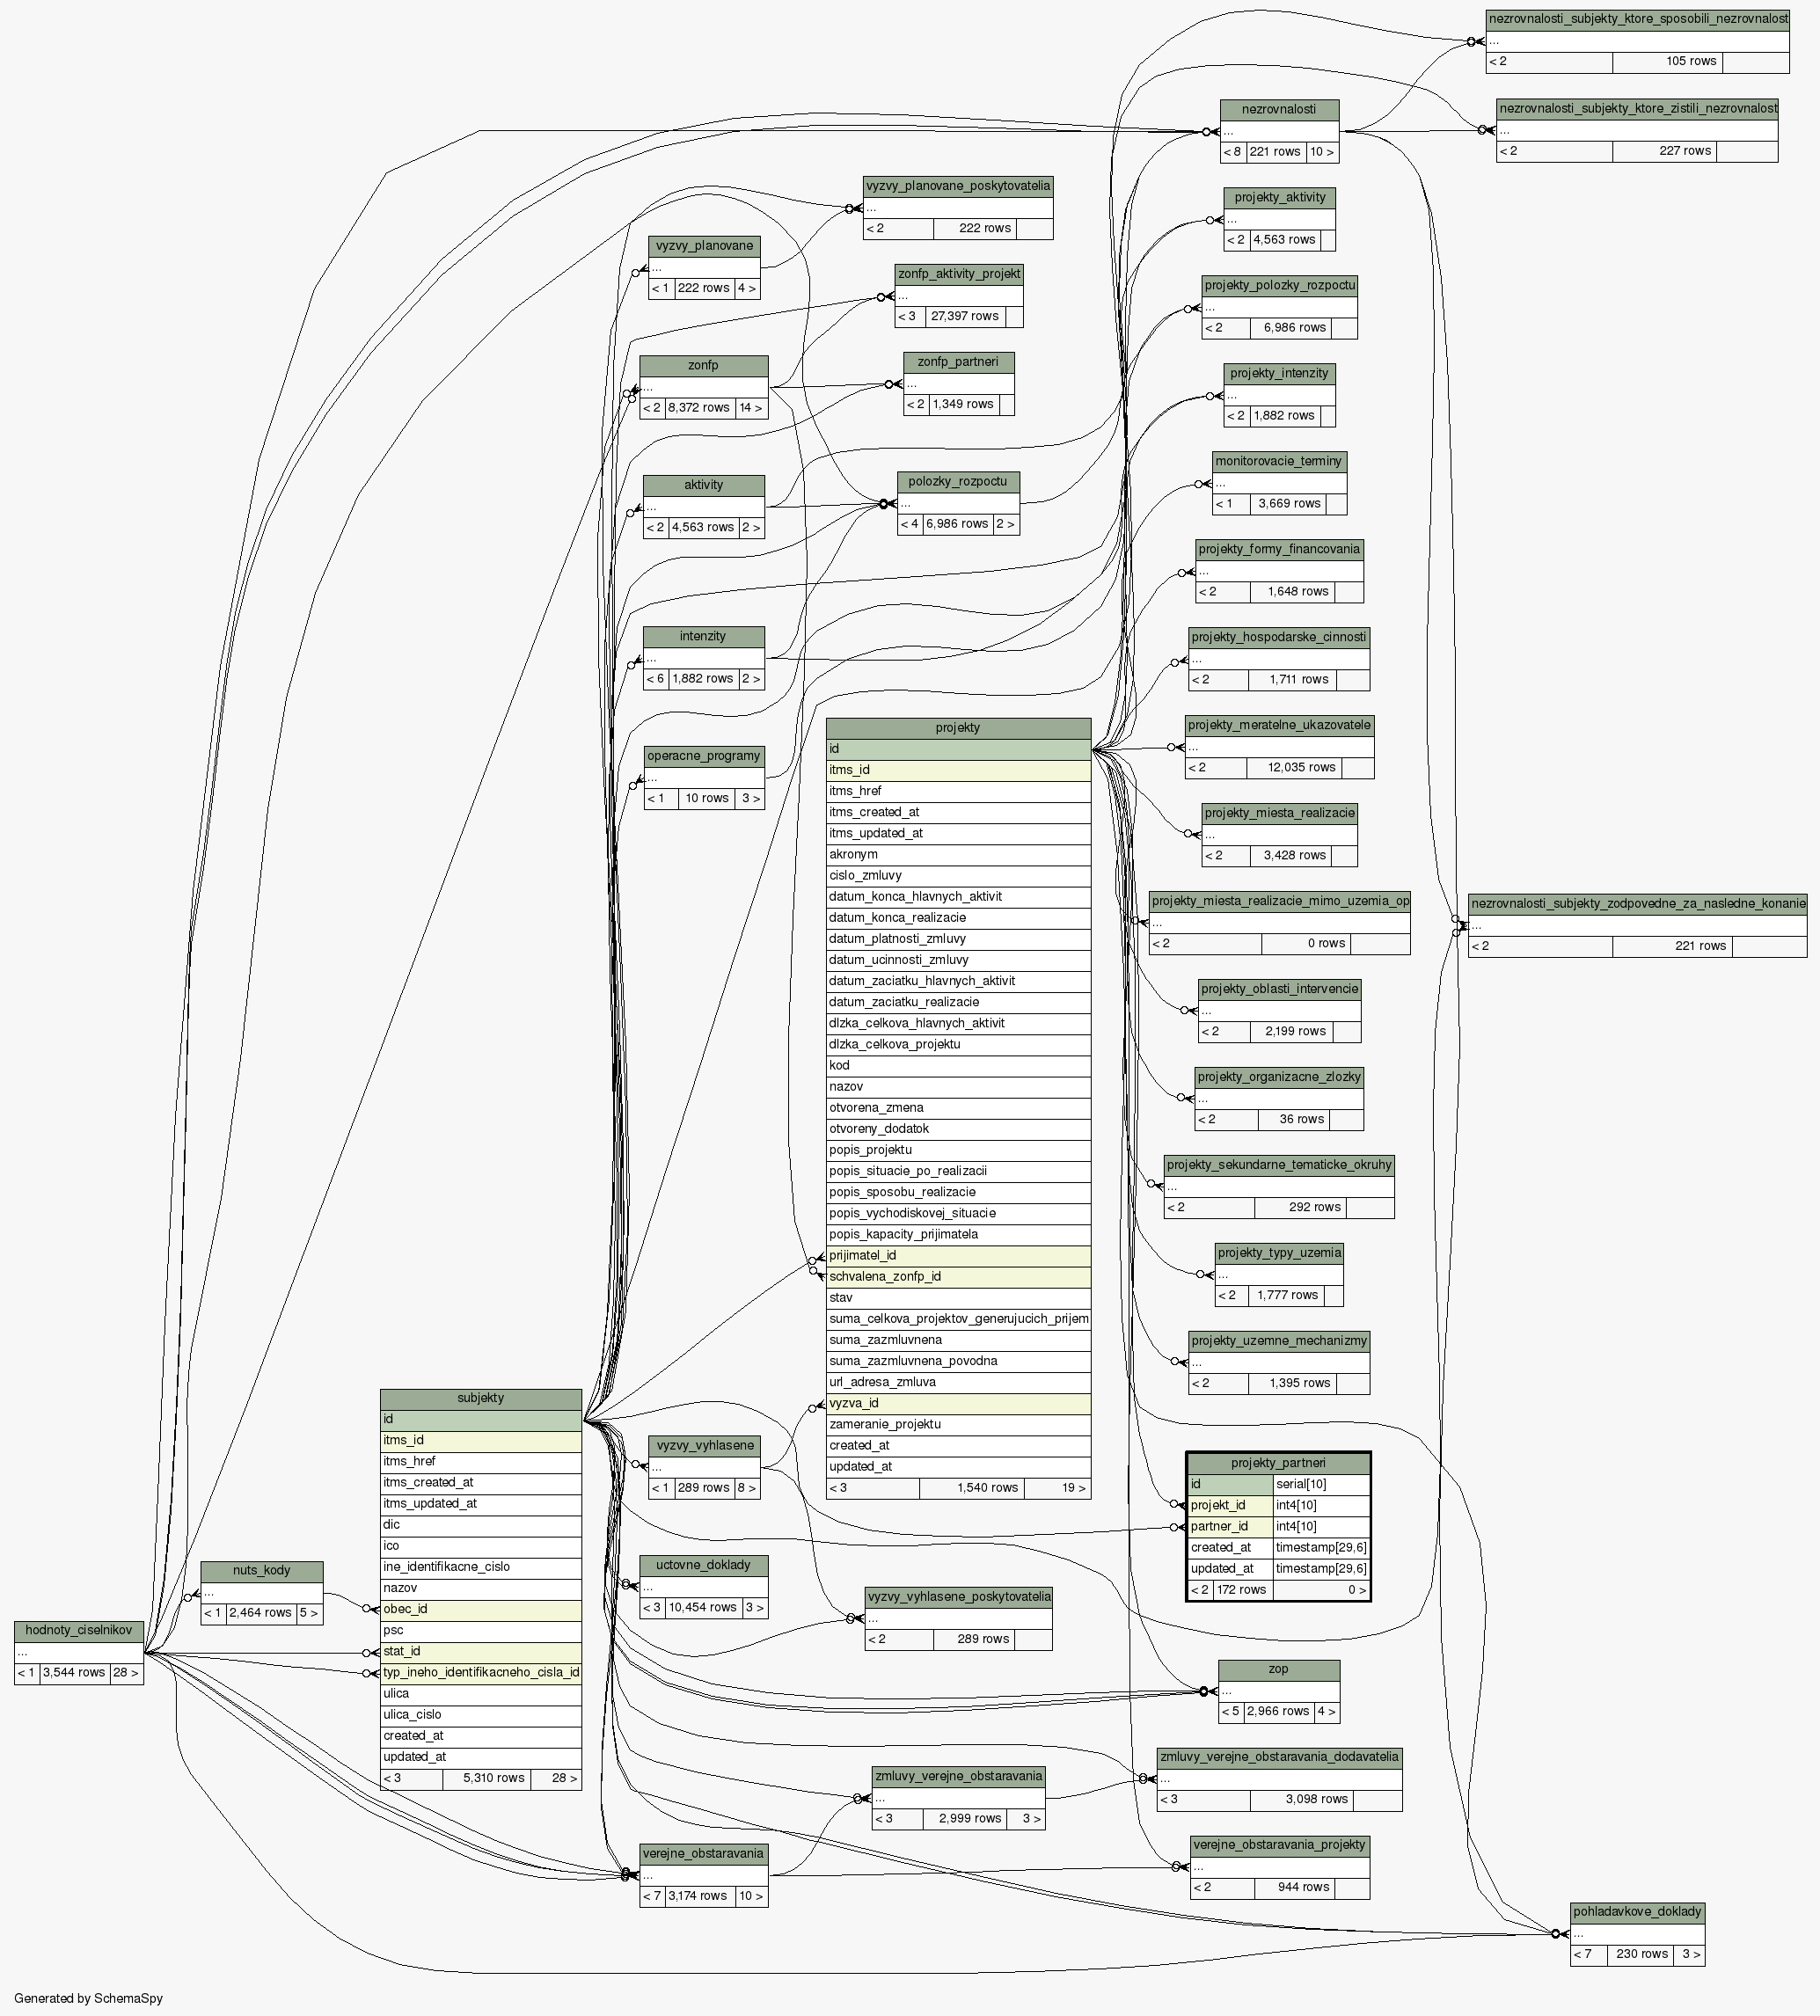 nezrovnalosti_subjekty_ktore_sposobili_nezrovnalost
...
< 2 105 rows
nezrovnalosti_subjekty_ktore_zistili_nezrovnalost
...
< 2 227 rows
nezrovnalosti
...
< 8 221 rows 10 >
vyzvy_planovane_poskytovatelia
...
< 2 222 rows
projekty_aktivity
...
< 2 4,563 rows
vyzvy_planovane
...
< 1 222 rows 4 >
zonfp_aktivity_projekt
...
< 3 27,397 rows
projekty_polozky_rozpoctu
...
< 2 6,986 rows
zonfp
...
< 2 8,372 rows 14 >
zonfp_partneri
...
< 2 1,349 rows
projekty_intenzity
...
< 2 1,882 rows
monitorovacie_terminy
...
< 1 3,669 rows
aktivity
...
< 2 4,563 rows 2 >
polozky_rozpoctu
...
< 4 6,986 rows 2 >
projekty_formy_financovania
...
< 2 1,648 rows
intenzity
...
< 6 1,882 rows 2 >
projekty_hospodarske_cinnosti
...
< 2 1,711 rows
operacne_programy
...
< 1 10 rows 3 >
projekty_meratelne_ukazovatele
...
< 2 12,035 rows
projekty_miesta_realizacie
...
< 2 3,428 rows
projekty_miesta_realizacie_mimo_uzemia_op
...
< 2 0 rows
nezrovnalosti_subjekty_zodpovedne_za_nasledne_konanie
...
< 2 221 rows
projekty_oblasti_intervencie
...
< 2 2,199 rows
projekty_organizacne_zlozky
...
< 2 36 rows
projekty_sekundarne_tematicke_okruhy
...
< 2 292 rows
projekty_typy_uzemia
...
< 2 1,777 rows
projekty_uzemne_mechanizmy
...
< 2 1,395 rows
projekty
id
itms_id
itms_href
itms_created_at
itms_updated_at
akronym
cislo_zmluvy
datum_konca_hlavnych_aktivit
datum_konca_realizacie
datum_platnosti_zmluvy
datum_ucinnosti_zmluvy
datum_zaciatku_hlavnych_aktivit
datum_zaciatku_realizacie
dlzka_celkova_hlavnych_aktivit
dlzka_celkova_projektu
kod
nazov
otvorena_zmena
otvoreny_dodatok
popis_projektu
popis_situacie_po_realizacii
popis_sposobu_realizacie
popis_vychodiskovej_situacie
popis_kapacity_prijimatela
prijimatel_id
schvalena_zonfp_id
stav
suma_celkova_projektov_generujucich_prijem
suma_zazmluvnena
suma_zazmluvnena_povodna
url_adresa_zmluva
vyzva_id
zameranie_projektu
created_at
updated_at
< 3 1,540 rows 19 >
subjekty
id
itms_id
itms_href
itms_created_at
itms_updated_at
dic
ico
ine_identifikacne_cislo
nazov
obec_id
psc
stat_id
typ_ineho_identifikacneho_cisla_id
ulica
ulica_cislo
created_at
updated_at
< 3 5,310 rows 28 >
vyzvy_vyhlasene
...
< 1 289 rows 8 >
projekty_partneri
id serial[10]
projekt_id int4[10]
partner_id int4[10]
created_at timestamp[29,6]
updated_at timestamp[29,6]
< 2 172 rows 0 >
uctovne_doklady
...
< 3 10,454 rows 3 >
nuts_kody
...
< 1 2,464 rows 5 >
vyzvy_vyhlasene_poskytovatelia
...
< 2 289 rows
hodnoty_ciselnikov
...
< 1 3,544 rows 28 >
zop
...
< 5 2,966 rows 4 >
zmluvy_verejne_obstaravania_dodavatelia
...
< 3 3,098 rows
zmluvy_verejne_obstaravania
...
< 3 2,999 rows 3 >
verejne_obstaravania
...
< 7 3,174 rows 10 >
verejne_obstaravania_projekty
...
< 2 944 rows
pohladavkove_doklady
...
< 7 230 rows 3 >
Generated by SchemaSpy